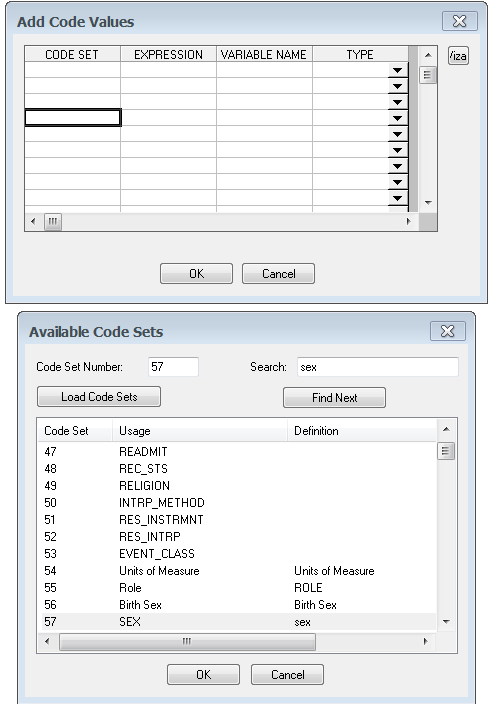 Add Code Values
CODE SET EXPRESSION VARIABLE NAME TYPE
/iza
OK Cancel
Available Code Sets
Code Set Number: 57 Search: sex
Load Code Sets Find Next
Code Set Usage Definition
47 READMIT
48 REC_STS
49 RELIGION
50 INTRP_METHOD
51 RES_INSTRMNT
52 RES_INTRP
53 EVENT_CLASS
54 Units of Measure Units of Measure
55 Role ROLE
56 Birth Sex Birth Sex
57 SEX sex
OK Cancel